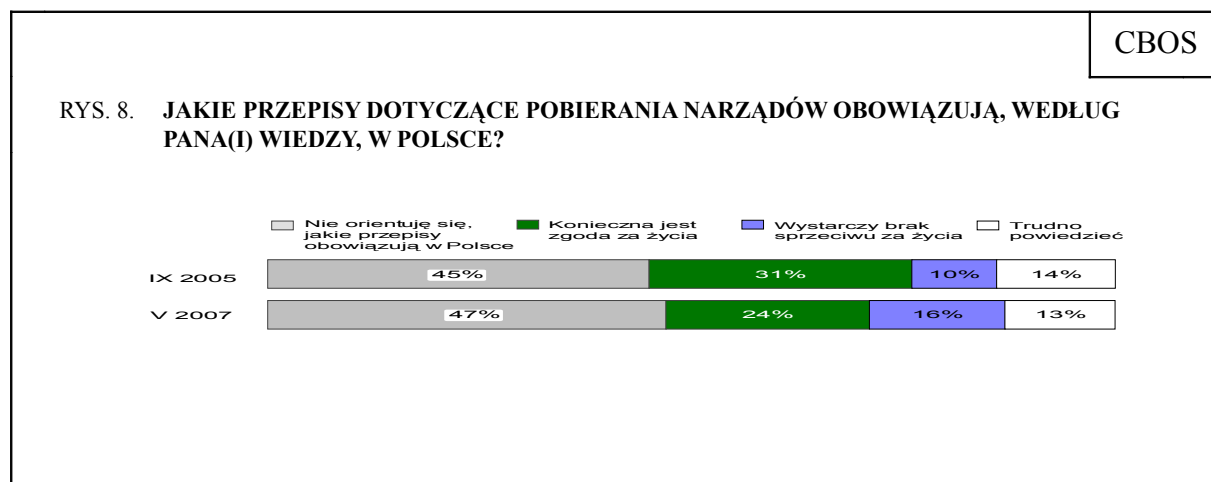 CBOS
RYS. 8. JAKIE PRZEPISY DOTYCZĄCE POBIERANIA NARZĄDÓW OBOWIĄZUJĄ, WEDŁUG
PANA(I) WIEDZY, W POLSCE?
Nie orientuję się,
jakie przepisy
obowiązują w Polsce
Konieczna jest
zgoda za życia
Wystarczy brak
sprzeciwu za życia
Trudno
powiedzieć
IX 2005 45% 31% 10% 14%
V 2007 47% 24% 16% 13%